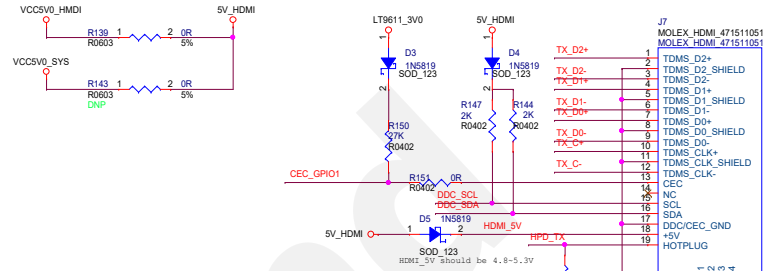 VCC5V0_HMDI
5V_HDMI
R139 1 2 0R
R0603 5%
VCC5V0_SYS
R143 1 2 0R
R0603 5%
DNP
LT9611_3V0
5V_HDMI
1
1
D3
D4
1N5819
1N5819
SOD_123
SOD_123
2
2
R147
R144
2K
2K
R0402
R0402
R150
27K
R0402
CEC_GPIO1
R151 0R
R0402
DDC_SCL
DDC_SDA
D5 1N5819
5V_HDMI 1 2 HDMI_5V
SOD_123
HDMI_5V should be 4.8~5.3V
HPD_TX
J7
MOLEX_HDMI_471511051
MOLEX_HDMI_471511051
TX_D2+
1 TDMS_D2+
2 TDMS_D2_SHIELD
TX_D2-
3 TDMS_D2-
TX_D1+
4 TDMS_D1+
5 TDMS_D1_SHIELD
TX_D1-
6 TDMS_D1-
TX_D0+
7 TDMS_D0+
8 TDMS_D0_SHIELD
TX_D0-
9 TDMS_D0-
TX_C+
10 TDMS_CLK+
11 TDMS_CLK_SHIELD
TX_C-
12 TDMS_CLK-
13 CEC
14 NC
15 SCL
16 SDA
17 DDC/CEC_GND
18 +5V
19 HOTPLUG
1 2 3 4